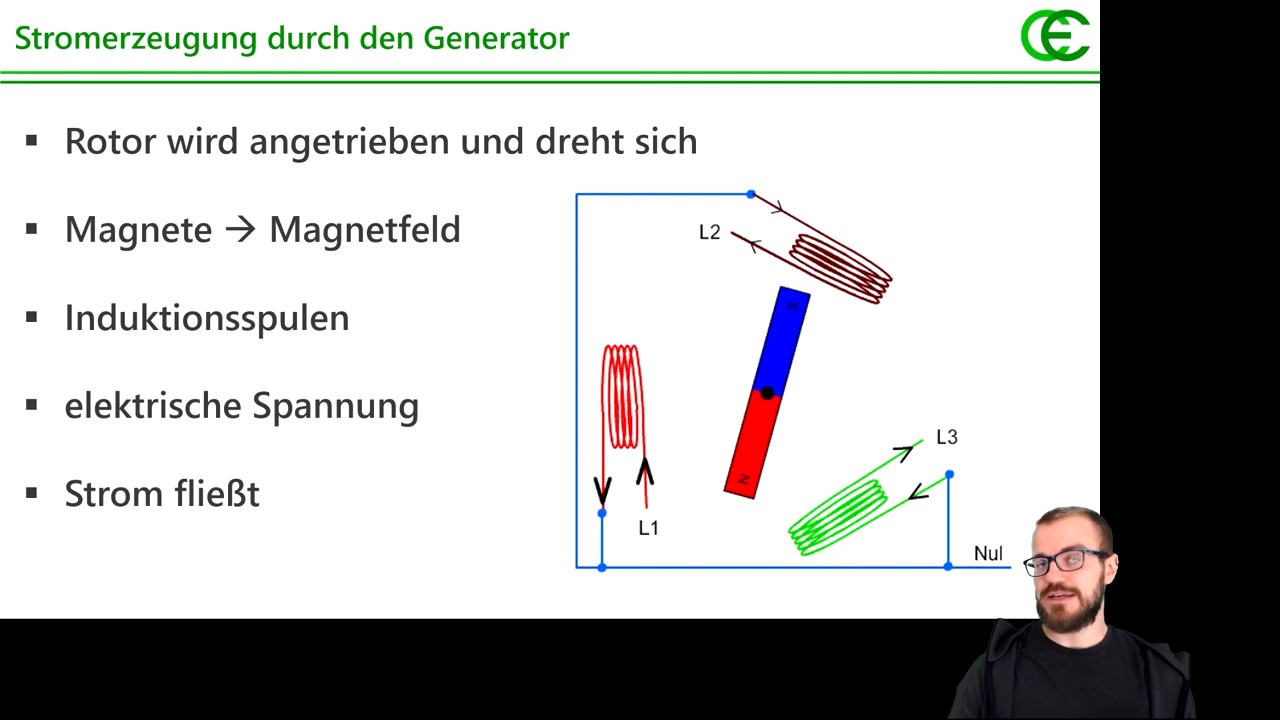 Stromerzeugung durch den Generator
CEC
▪ Rotor wird angetrieben und dreht sich
▪ Magnete → Magnetfeld
▪ Induktionsspulen
▪ elektrische Spannung
▪ Strom fließt
L2
S
N
L1
L3
Nul